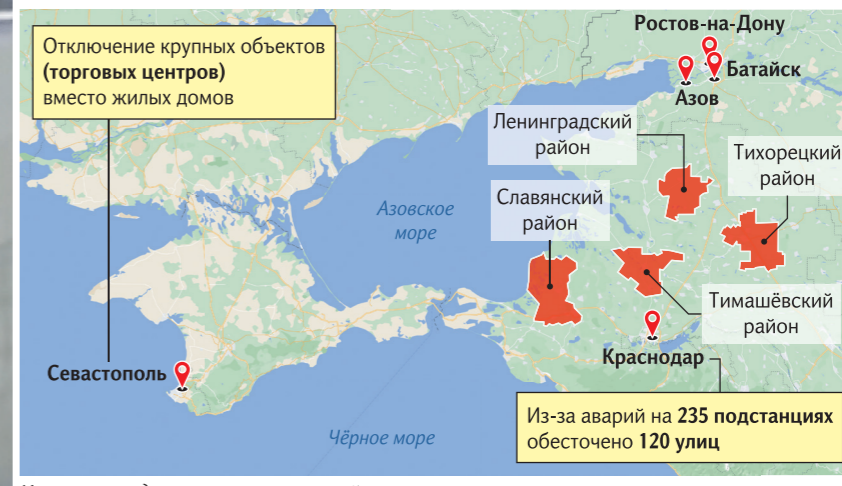 Отключение крупных объектов
(торговых центров)
вместо жилых домов
Ростов-на-Дону
Батайск
Азов
Ленинградский
район
Тихорецкий
район
Славянский
район
Азовское
море
Тимашёвский
район
Севастополь
Краснодар
Из-за аварий на 235 подстанциях
обесточено 120 улиц
Чёрное море